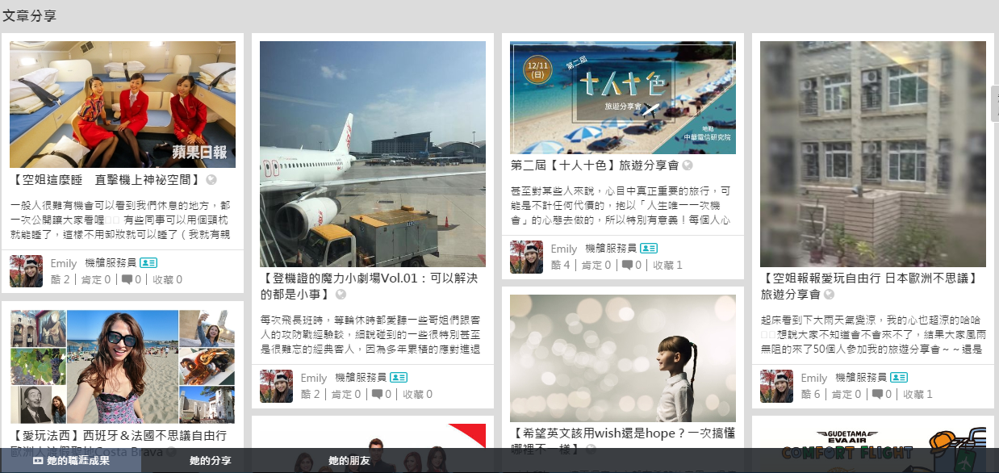 文章分享
蘋果日報
【空姐這麼睡　直擊機上神祕空間】
一般人很難有機會可以看到我們休息的地方，都
一次公開讓大家看喔 有些同事可以用個頸枕
就能睡了，這樣不用卸妝就可以睡了（我就有親
Emily 機艙服務員
酷 2 | 肯定 0 | 0 | 收藏 0
【愛玩法西】西班牙＆法國不思議自由行
歐洲人渡假聖地Costa Brava
【登機證的魔力小劇場Vol.01：可以解決
的都是小事】
每次飛長班時，等輪休時都愛聽一些哥姐們跟客
人的攻防戰經驗談，細說碰到的一些很特別甚至
是很難忘的經典客人，因為多年累積的應對進退
Emily 機艙服務員
酷 2 | 肯定 0 | 0 | 收藏 0
12/11
(日)
第二屆
十人十色
旅遊分享會
地點
中華電信研究院
第二屆【十人十色】旅遊分享會
甚至對某些人來說，心目中真正重要的旅行，可
能是不計任何代價的，抱以「人生唯一一次機
會」的心態去做的，所以特別有意義！每個人心
Emily 機艙服務員
酷 4 | 肯定 0 | 0 | 收藏 1
【希望英文該用wish還是hope？一次搞懂
哪裡不一樣】
【空姐報報愛玩自由行 日本歐洲不思議】
旅遊分享會
起床看到下大雨天氣變涼，我的心也超涼的哈哈
想說大家不知道會不會來不了，結果大家風雨
無阻的來了50個人參加我的旅遊分享會～～還是
Emily 機艙服務員
酷 6 | 肯定 0 | 0 | 收藏 1
GUDETAMA
EVA AIR
COMFORT FLIGHT
她的職涯成果
她的分享
她的朋友